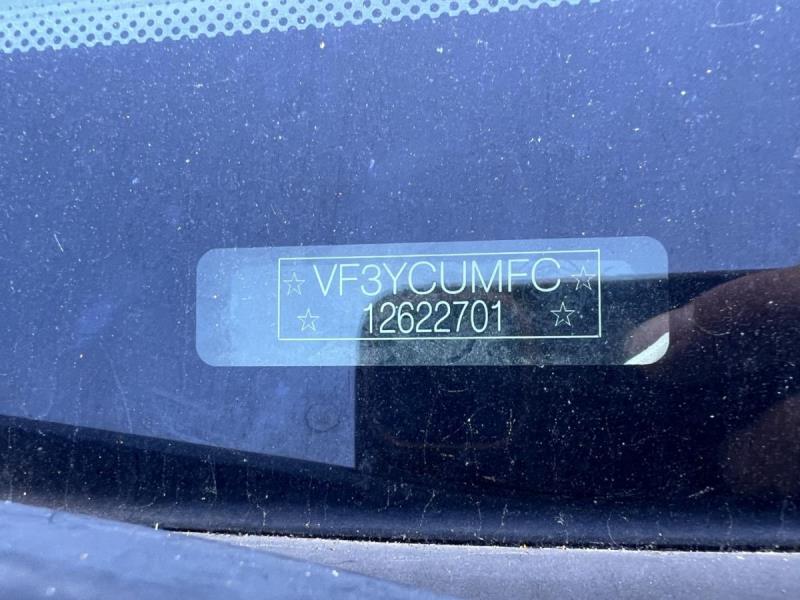 ☆ VF3YCUMFC ☆
☆ 12622701 ☆